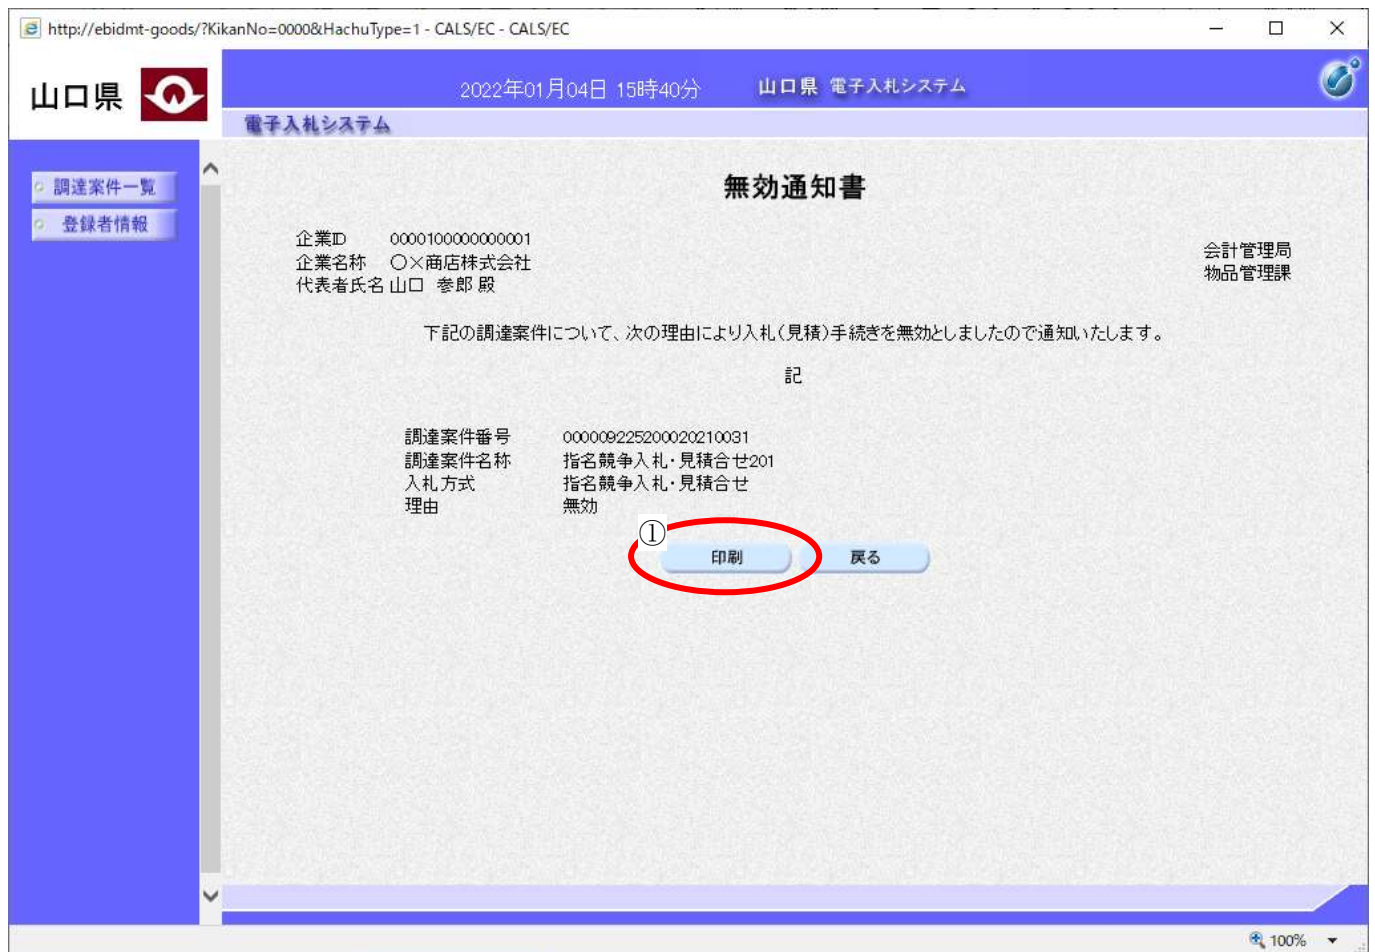 http://ebidmt-goods/?KikanNo=0000&HachuType=1 - CALS/EC - CALS/EC
山口県
2022年01月04日 15時40分 山口県 電子入札システム
電子入札システム
調達案件一覧
登録者情報
無効通知書
企業ID 0000100000000001
企業名称 〇×商店株式会社
代表者氏名 山口 参郎 殿
会計管理局
物品管理課
下記の調達案件について、次の理由により入札(見積)手続きを無効としましたので通知いたします。
記
調達案件番号 000009225200020210031
調達案件名称 指名競争入札・見積合せ201
入札方式 指名競争入札・見積合せ
理由 無効
①
印刷 戻る
100%